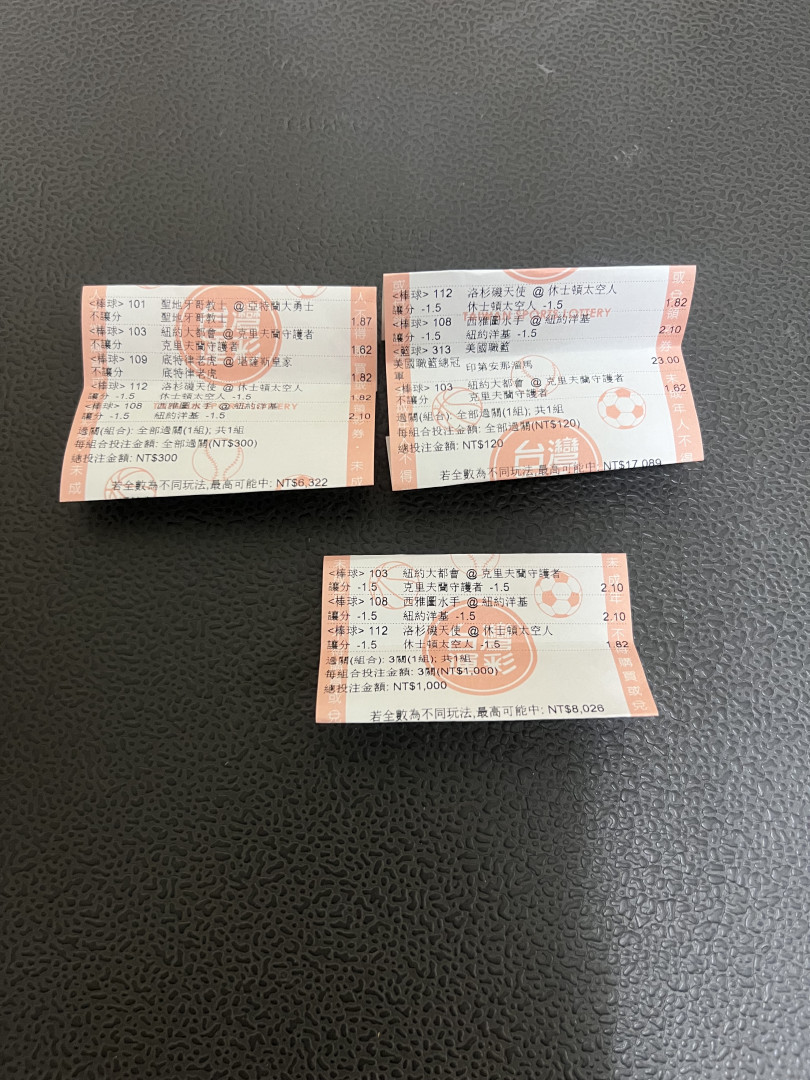 <棒球> 101 聖地牙哥教士 @ 亞特蘭大勇士
不讓分 聖地牙哥教士 1.87
<棒球> 103 紐約大都會 @ 克里夫蘭守護者
不讓分 克里夫蘭守護者 1.62
<棒球> 109 底特律老虎 @ 堪薩斯皇家
不讓分 底特律老虎 1.82
<棒球> 112 洛杉磯天使 @ 休士頓太空人
讓分 -1.5 休士頓太空人 -1.5 1.82
<棒球> 108 西雅圖水手 @ 紐約洋基
讓分 -1.5 紐約洋基 -1.5 2.10
過關(組合): 全部過關(1組); 共1組
每組合投注金額: 全部過關(NT$300)
總投注金額: NT$300
若全數為不同玩法,最高可能中: NT$6,322
<棒球> 112 洛杉磯天使 @ 休士頓太空人
讓分 -1.5 休士頓太空人 -1.5 1.82
TAIWAN SPORTS LOTTERY
<棒球> 108 西雅圖水手 @ 紐約洋基
讓分 -1.5 紐約洋基 -1.5 2.10
<籃球> 313 美國職籃
美國職籃總冠軍 印第安那溜馬 23.00
<棒球> 103 紐約大都會 @ 克里夫蘭守護者
不讓分 克里夫蘭守護者 1.62
過關(組合): 全部過關(1組); 共1組
每組合投注金額: 全部過關(NT$120)
總投注金額: NT$120
台灣
若全數為不同玩法,最高可能中: NT$17,089
<棒球> 103 紐約大都會 @ 克里夫蘭守護者
讓分 -1.5 克里夫蘭守護者 -1.5 2.10
<棒球> 108 西雅圖水手 @ 紐約洋基
讓分 -1.5 紐約洋基 -1.5 2.10
<棒球> 112 洛杉磯天使 @ 休士頓太空人
讓分 -1.5 休士頓太空人 -1.5 1.82
過關(組合): 3關(1組); 共1組
每組合投注金額: 3關(NT$1,000)
總投注金額: NT$1,000
若全數為不同玩法,最高可能中: NT$8,026